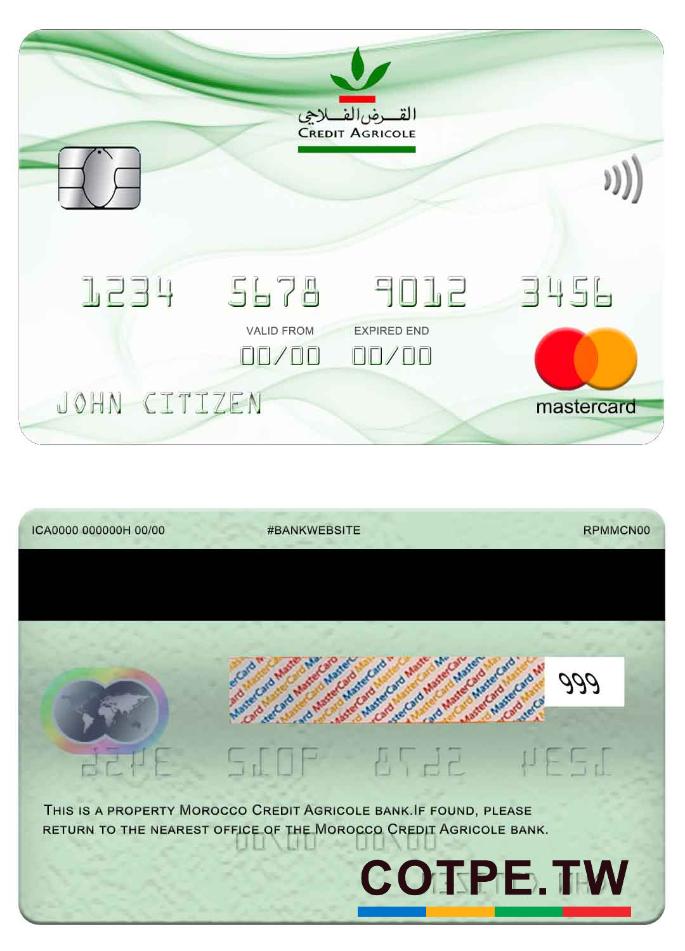 القرض الفلاحي
CREDIT AGRICOLE
1234 5678 9012 3456
VALID FROM EXPIRED END
00/00 00/00
JOHN CITIZEN
mastercard
ICA0000 000000H 00/00 #BANKWEBSITE RPMMCN00
MasterCard MasterCard MasterCard MasterCard
999
THIS IS A PROPERTY MOROCCO CREDIT AGRICOLE BANK.IF FOUND, PLEASE
RETURN TO THE NEAREST OFFICE OF THE MOROCCO CREDIT AGRICOLE BANK.
COTPE.TW